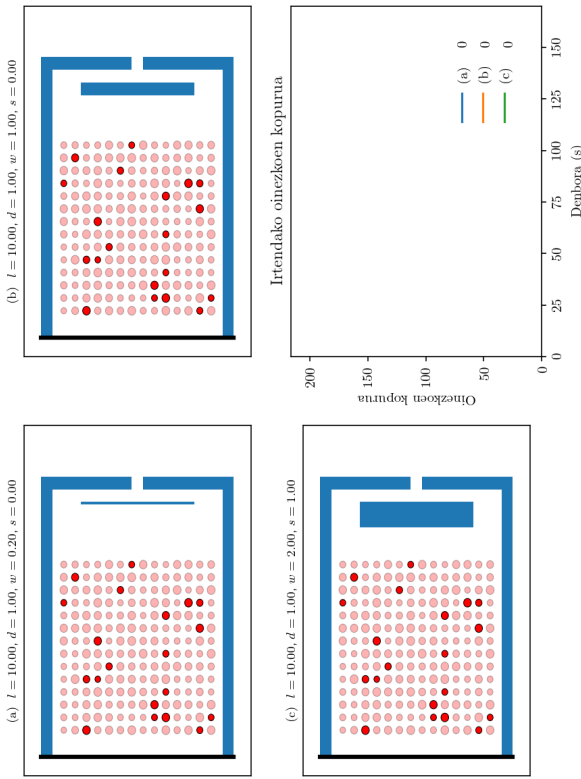 (a) l = 10.00, d = 1.00, w = 0.20, s = 0.00
(b) l = 10.00, d = 1.00, w = 1.00, s = 0.00
(c) l = 10.00, d = 1.00, w = 2.00, s = 1.00
Irtendako oinezkoen kopurua
Oinezkoen kopurua
200
150
100
50
0
(a) 0
(b) 0
(c) 0
0 25 50 75 100 125 150
Denbora (s)